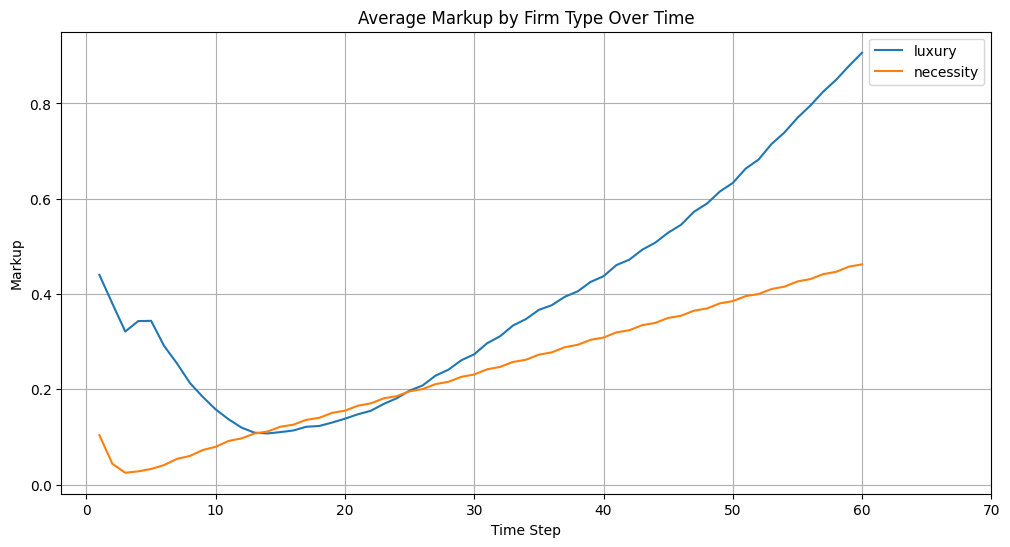 Average Markup by Firm Type Over Time
luxury
necessity
Markup
0.8
0.6
0.4
0.2
0.0
0 10 20 30 40 50 60 70
Time Step